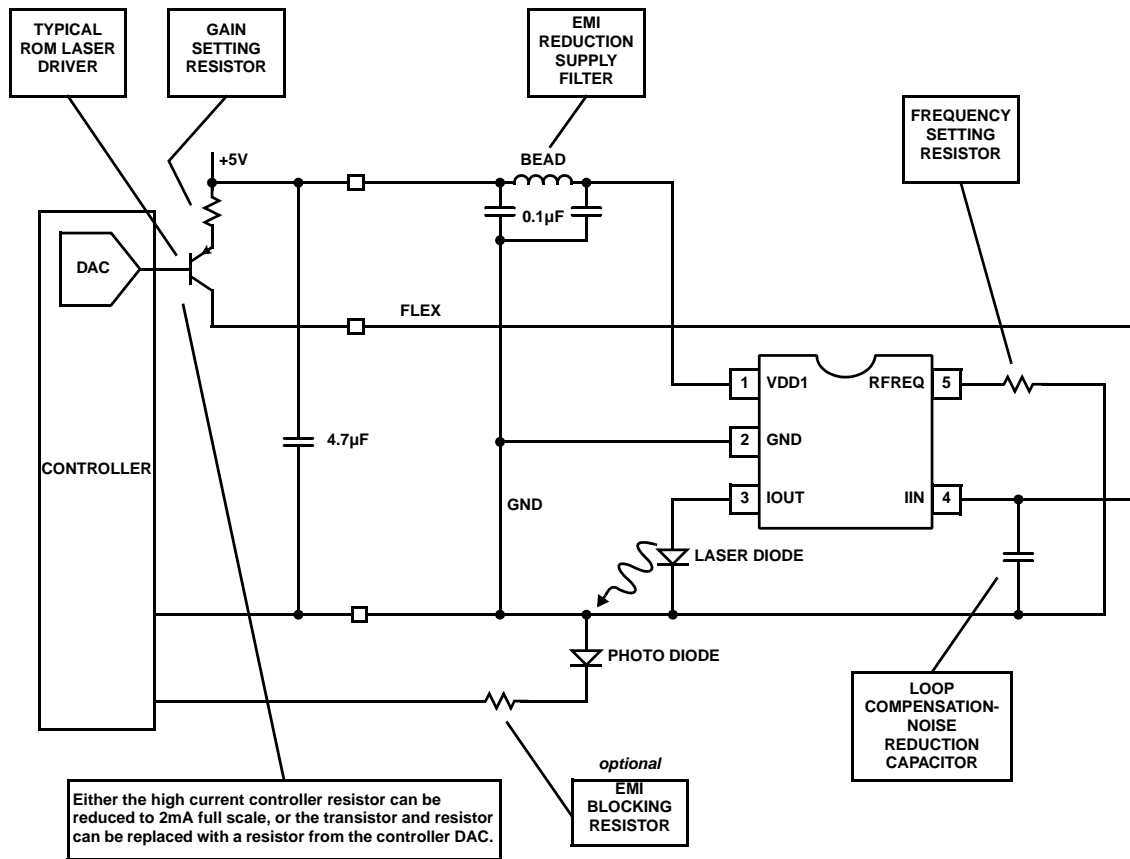 TYPICAL
ROM LASER
DRIVER
GAIN
SETTING
RESISTOR
EMI
REDUCTION
SUPPLY
FILTER
FREQUENCY
SETTING
RESISTOR
+5V
BEAD
0.1µF
DAC
FLEX
1
VDD1
RFREQ
5
2
GND
4.7µF
CONTROLLER
3
IOUT
IIN
4
GND
LASER DIODE
PHOTO DIODE
LOOP
COMPENSATION-
NOISE
REDUCTION
CAPACITOR
optional
EMI
BLOCKING
RESISTOR
Either the high current controller resistor can be
reduced to 2mA full scale, or the transistor and resistor
can be replaced with a resistor from the controller DAC.